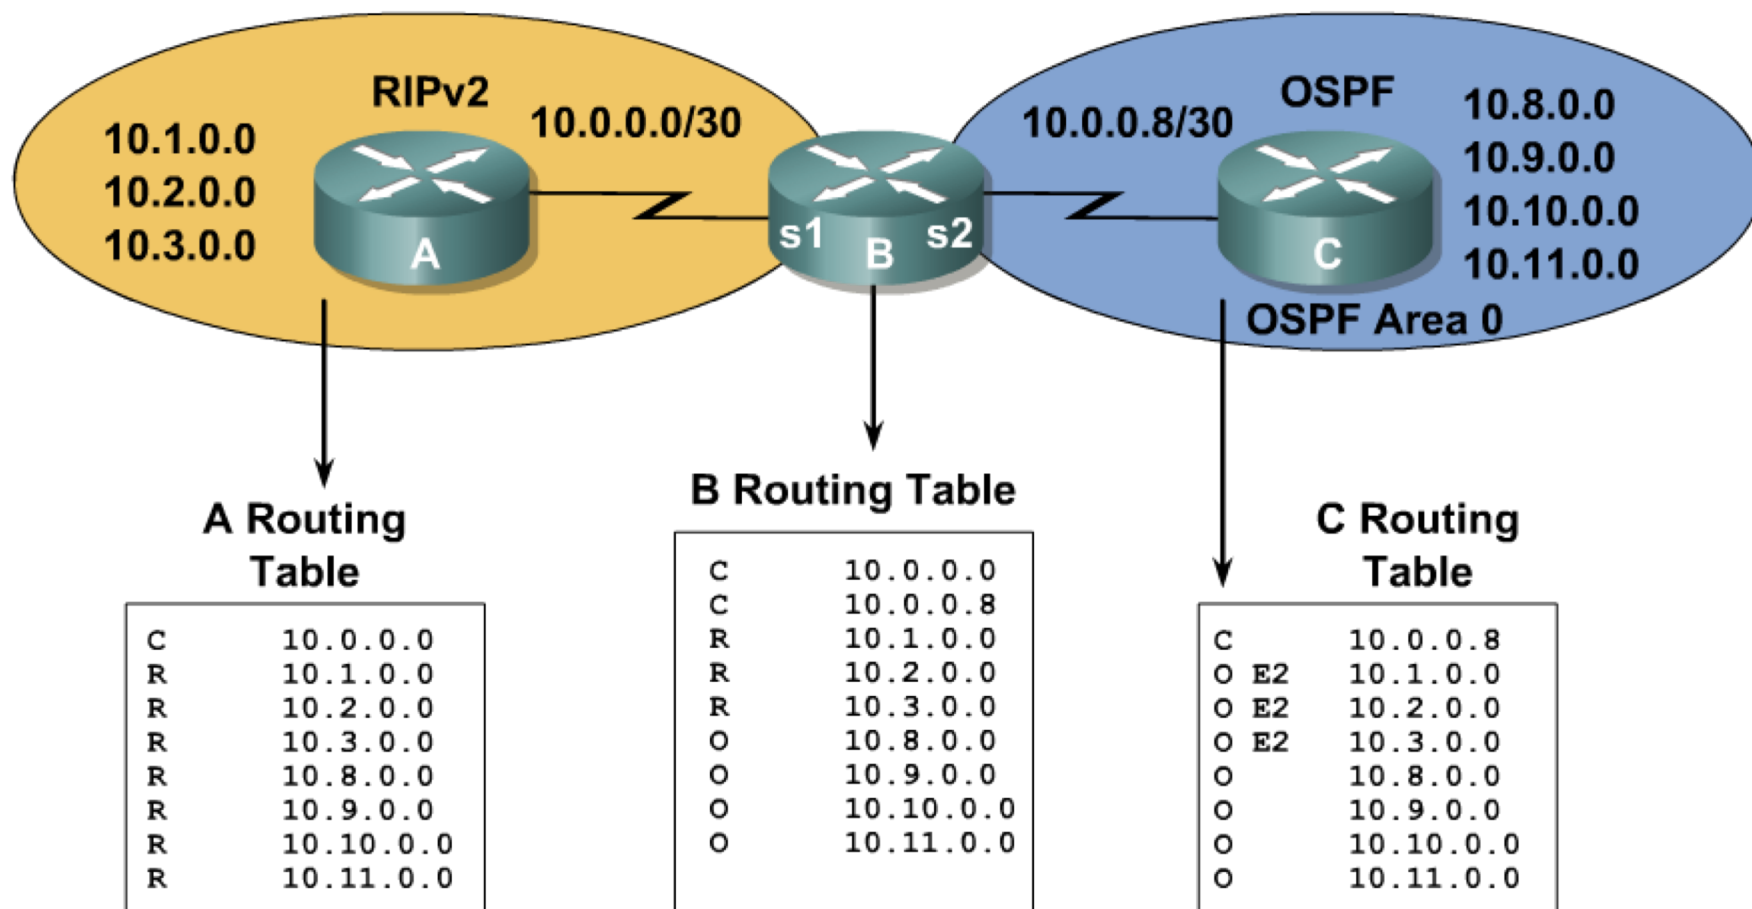 RIPv2
10.1.0.0
10.2.0.0
10.3.0.0
10.0.0.0/30
A
s1
B
s2
10.0.0.8/30
OSPF
C
10.8.0.0
10.9.0.0
10.10.0.0
10.11.0.0
OSPF Area 0
A Routing
Table
C 10.0.0.0
R 10.1.0.0
R 10.2.0.0
R 10.3.0.0
R 10.8.0.0
R 10.9.0.0
R 10.10.0.0
R 10.11.0.0
B Routing Table
C 10.0.0.0
C 10.0.0.8
R 10.1.0.0
R 10.2.0.0
R 10.3.0.0
O 10.8.0.0
O 10.9.0.0
O 10.10.0.0
O 10.11.0.0
C Routing
Table
C 10.0.0.8
O E2 10.1.0.0
O E2 10.2.0.0
O E2 10.3.0.0
O 10.8.0.0
O 10.9.0.0
O 10.10.0.0
O 10.11.0.0